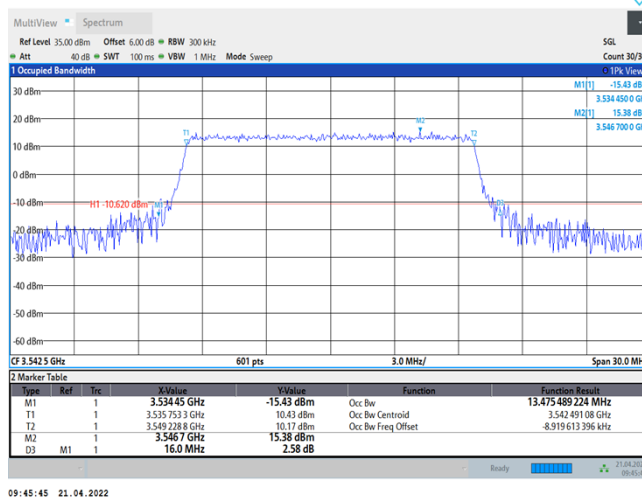 MultiView Spectrum
Ref Level 35.00 dBm Offset 6.00 dB RBW 300 kHz SGL
Att 40 dB SWT 100 ms VBW 1 MHz Mode Sweep Count 30/3
1 Occupied Bandwidth 1Pk View
M1[1] -15.43 dB
3.534 450 0 G
M2[1] 15.38 dB
3.546 700 0 G
30 dBm
20 dBm
M2
T1 T2
10 dBm
0 dBm
-10 dBm
H1 -10.620 dBm M1 D3
-20 dBm
-30 dBm
-40 dBm
-50 dBm
-60 dBm
CF 3.542 5 GHz 601 pts 3.0 MHz/ Span 30.0 MH
2 Marker Table
Type Ref Trc X-Value Y-Value Function Function Result
M1 1 3.534 45 GHz -15.43 dBm Occ Bw 13.475 489 224 MHz
T1 1 3.535 753 3 GHz 10.43 dBm Occ Bw Centroid 3.542 491 08 GHz
T2 1 3.549 228 8 GHz 10.17 dBm Occ Bw Freq Offset -8.919 613 396 kHz
M2 1 3.546 7 GHz 15.38 dBm
D3 M1 1 16.0 MHz 2.58 dB
Ready 21.04.202
09:45:4
09:45:45 21.04.2022